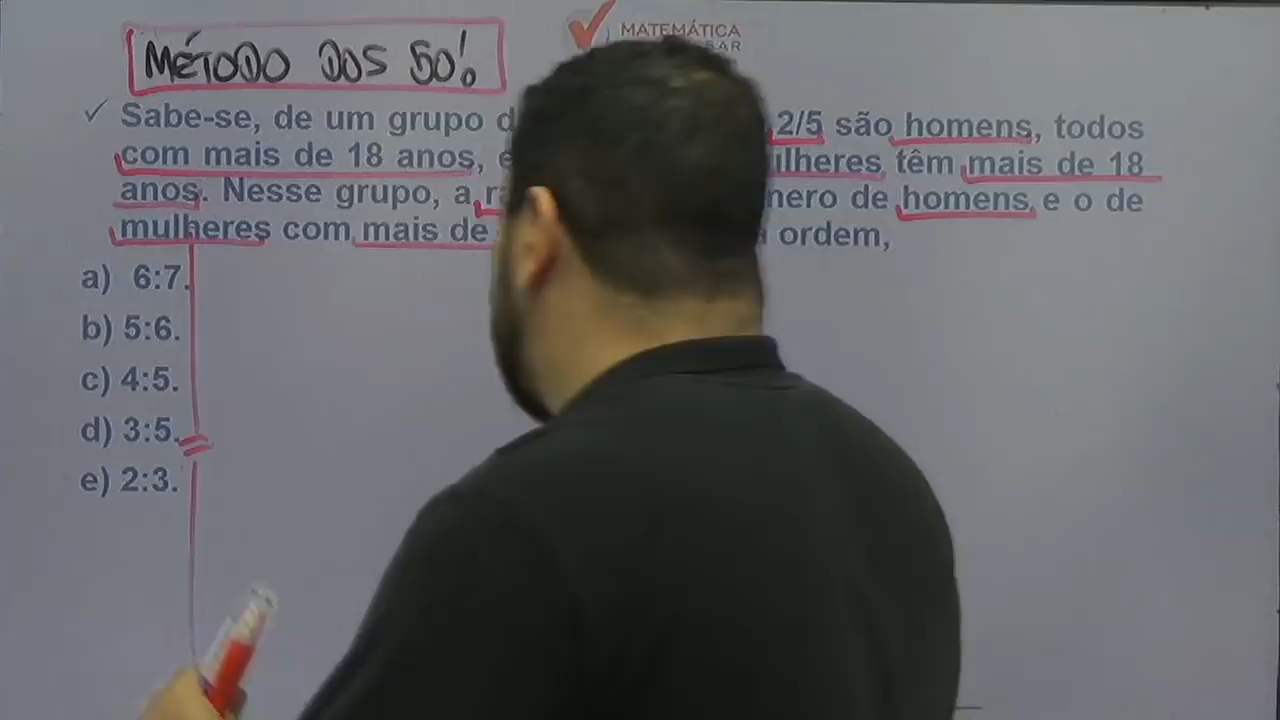 MATEMÁTICA
MÉTODO DOS 50!
Sabe-se, de um grupo 2/5 são homens, todos
com mais de 18 anos, têm mais de 18
anos. Nesse grupo, a de homens e o de
mulheres com mais de ordem,
a) 6:7.
b) 5:6.
c) 4:5.
d) 3:5.
e) 2:3.